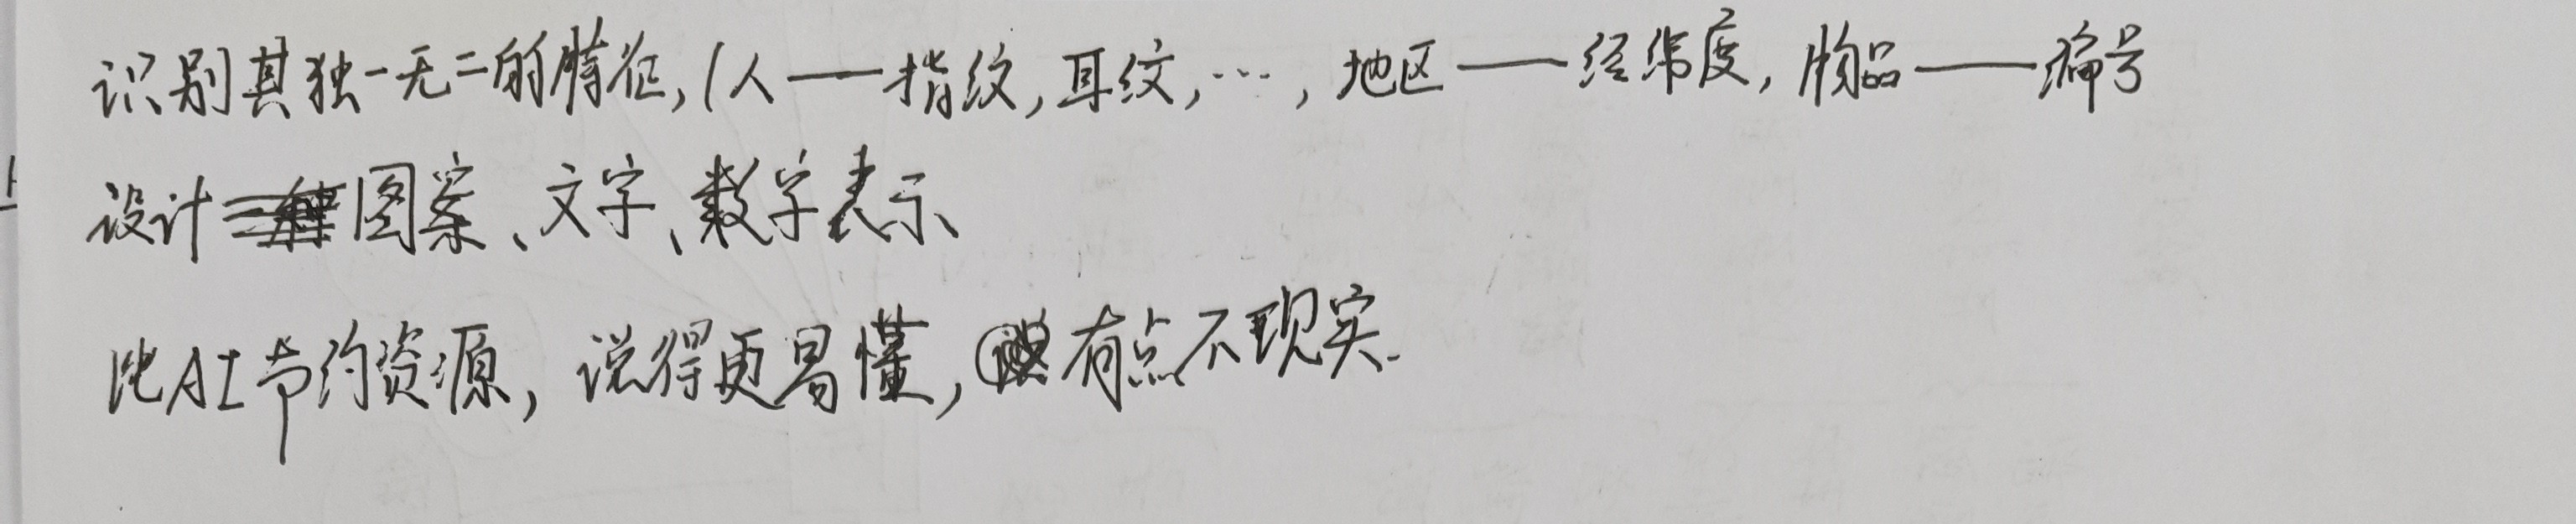 识别其独一无二的特征,(人——指纹,耳纹,…,地区——经纬度,物品——编号
设计图案、文字、数字表示
比AI节约资源,说得更易懂,有点不现实.